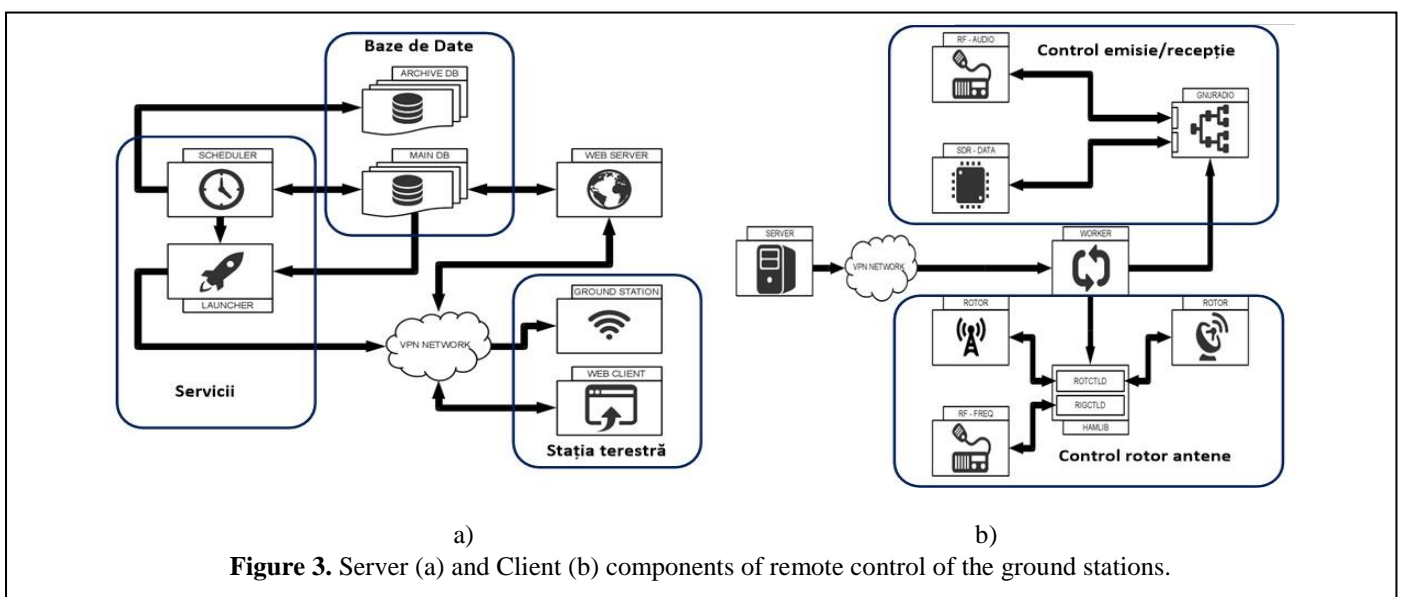 Baze de Date
ARCHIVE DB
SCHEDULER
MAIN DB
WEB SERVER
LAUNCHER
GROUND STATION
VPN NETWORK
WEB CLIENT
Servicii
Stația terestră
RF - AUDIO
Control emisie/recepție
GNURADIO
SDR - DATA
SERVER
VPN NETWORK
WORKER
ROTOR
ROTOR
ROTCTLD
RIGCTLD
RF - FREQ
HAMLIB
Control rotor antene
a)
b)
Figure 3. Server (a) and Client (b) components of remote control of the ground stations.